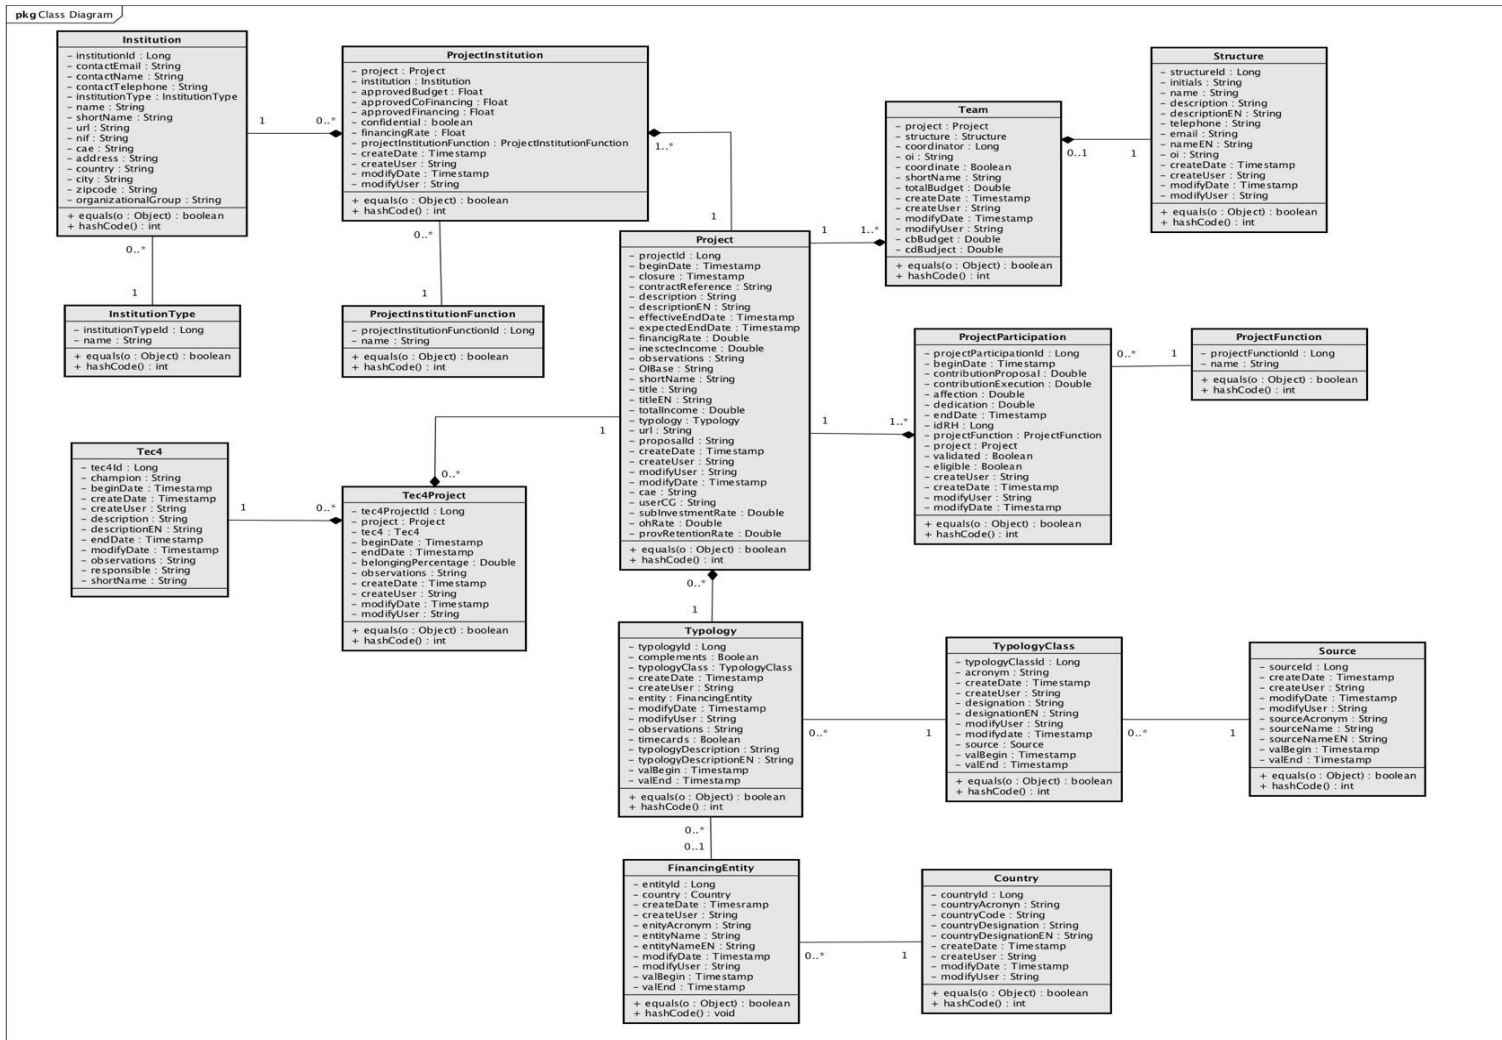 pkg Class Diagram
Institution
- institutionId : Long
- contactEmail : String
- contactName : String
- contactTelephone : String
- institutionType : InstitutionType
- name : String
- shortName : String
- url : String
- nif : String
- cae : String
- address : String
- country : String
- city : String
- zipcode : String
- organizationalGroup : String
+ equals(o : Object) : boolean
+ hashCode() : int
1
0..*
0..*
1
InstitutionType
- institutionTypeId : Long
- name : String
+ equals(o : Object) : boolean
+ hashCode() : int
ProjectInstitution
- project : Project
- institution : Institution
- approvedBudget : Float
- approvedCoFinancing : Float
- approvedFinancing : Float
- confidential : boolean
- financingRate : Float
- projectInstitutionFunction : ProjectInstitutionFunction
- createDate : Timestamp
- createUser : String
- modifyDate : Timestamp
- modifyUser : String
+ equals(o : Object) : boolean
+ hashCode() : int
1..*
1
0..*
1
ProjectInstitutionFunction
- projectInstitutionFunctionId : Long
- name : String
+ equals(o : Object) : boolean
+ hashCode() : int
Team
- project : Project
- structure : Structure
- coordinator : Long
- oi : String
- coordinate : Boolean
- shortName : String
- totalBudget : Double
- createDate : Timestamp
- createUser : String
- modifyDate : Timestamp
- modifyUser : String
- cbBudget : Double
- cdBudject : Double
+ equals(o : Object) : boolean
+ hashCode() : int
0..1
1
Structure
- structureId : Long
- initials : String
- name : String
- description : String
- descriptionEN : String
- telephone : String
- email : String
- nameEN : String
- oi : String
- createDate : Timestamp
- createUser : String
- modifyDate : Timestamp
- modifyUser : String
+ equals(o : Object) : boolean
+ hashCode() : int
Project
- projectId : Long
- beginDate : Timestamp
- closure : Timestamp
- contractReference : String
- description : String
- descriptionEN : String
- effectiveEndDate : Timestamp
- expectedEndDate : Timestamp
- financigRate : Double
- inesctecIncome : Double
- observations : String
- OIBase : String
- shortName : String
- title : String
- titleEN : String
- totalIncome : Double
- typology : Typology
- url : String
- proposalId : String
- createDate : Timestamp
- createUser : String
- modifyUser : String
- modifyDate : Timestamp
- cae : String
- userCG : String
- subInvestmentRate : Double
- ohRate : Double
- provRetentionRate : Double
+ equals(o : Object) : boolean
+ hashCode() : int
1
1..*
1
1..*
ProjectParticipation
- projectParticipationId : Long
- beginDate : Timestamp
- contributionProposal : Double
- contributionExecution : Double
- affection : Double
- dedication : Double
- endDate : Timestamp
- idRH : Long
- projectFunction : ProjectFunction
- project : Project
- validated : Boolean
- eligible : Boolean
- createUser : String
- createDate : Timestamp
- modifyUser : String
- modifyDate : Timestamp
+ equals(o : Object) : boolean
+ hashCode() : int
0..*
1
ProjectFunction
- projectFunctionId : Long
- name : String
+ equals(o : Object) : boolean
+ hashCode() : int
Tec4
- tec4Id : Long
- champion : String
- beginDate : Timestamp
- createDate : Timestamp
- createUser : String
- description : String
- descriptionEN : String
- endDate : Timestamp
- modifyDate : Timestamp
- observations : String
- responsible : String
- shortName : String
1
0..*
1
0..*
Tec4Project
- tec4ProjectId : Long
- project : Project
- tec4 : Tec4
- beginDate : Timestamp
- endDate : Timestamp
- belongingPercentage : Double
- observations : String
- createDate : Timestamp
- createUser : String
- modifyDate : Timestamp
- modifyUser : String
+ equals(o : Object) : boolean
+ hashCode() : int
0..*
1
Typology
- typologyId : Long
- complements : Boolean
- typologyClass : TypologyClass
- createDate : Timestamp
- createUser : String
- entity : FinancingEntity
- modifyDate : Timestamp
- modifyUser : String
- observations : String
- timecards : Boolean
- typologyDescription : String
- typologyDescriptionEN : String
- valBegin : Timestamp
- valEnd : Timestamp
+ equals(o : Object) : boolean
+ hashCode() : int
0..*
1
TypologyClass
- typologyClassId : Long
- acronym : String
- createDate : Timestamp
- createUser : String
- designation : String
- designationEN : String
- modifyUser : String
- modifydate : Timestamp
- source : Source
- valBegin : Timestamp
- valEnd : Timestamp
+ equals(o : Object) : boolean
+ hashCode() : int
0..*
1
Source
- sourceId : Long
- createDate : Timestamp
- createUser : String
- modifyDate : Timestamp
- modifyUser : String
- sourceAcronym : String
- sourceName : String
- sourceNameEN : String
- valBegin : Timestamp
- valEnd : Timestamp
+ equals(o : Object) : boolean
+ hashCode() : int
0..*
0..1
FinancingEntity
- entityId : Long
- country : Country
- createDate : Timesramp
- createUser : String
- enityAcronym : String
- entityName : String
- entityNameEN : String
- modifyDate : Timestamp
- modifyUser : String
- valBegin : Timestamp
- valEnd : Timestamp
+ equals(o : Object) : boolean
+ hashCode() : void
0..*
1
Country
- countryId : Long
- countryAcronyn : String
- countryCode : String
- countryDesignation : String
- countryDesignationEN : String
- createDate : Timestamp
- createUser : String
- modifyDate : Timestamp
- modifyUser : String
+ equals(o : Object) : boolean
+ hashCode() : int